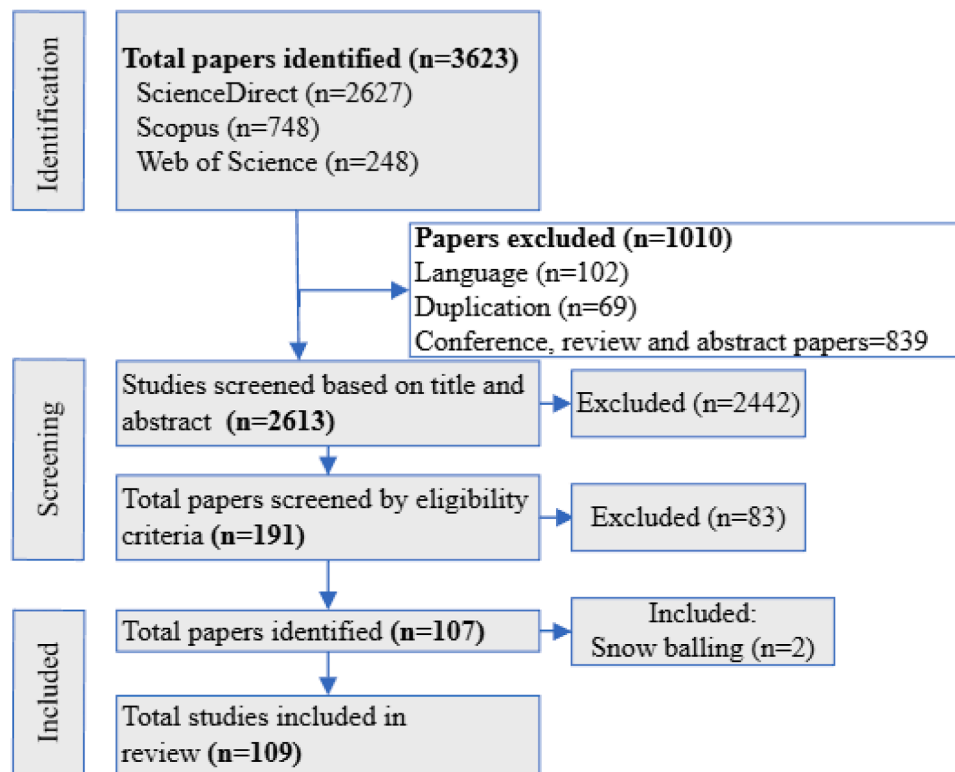 Identification
Total papers identified (n=3623)
ScienceDirect (n=2627)
Scopus (n=748)
Web of Science (n=248)
Papers excluded (n=1010)
Language (n=102)
Duplication (n=69)
Conference, review and abstract papers=839
Screening
Studies screened based on title and
abstract (n=2613)
Excluded (n=2442)
Total papers screened by eligibility
criteria (n=191)
Excluded (n=83)
Included
Total papers identified (n=107)
Included:
Snow balling (n=2)
Total studies included in
review (n=109)